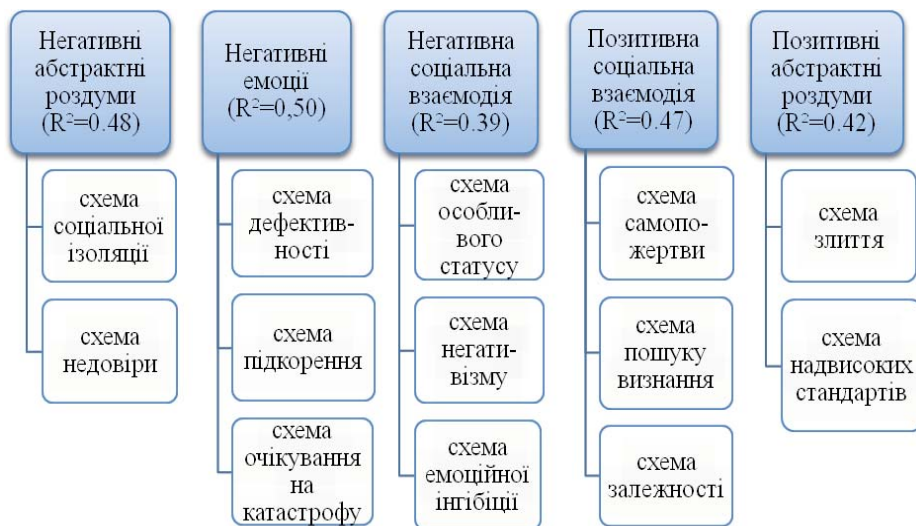 Негативні
абстрактні
роздуми
(R²=0.48)
схема
соціальної
ізоляції
схема
недовіри
Негативні
емоції
(R²=0,50)
схема
дефектив-
ності
схема
підкорення
схема
очікування
на
катастрофу
Негативна
соціальна
взаємодія
(R²=0.39)
схема
особли-
вого
статусу
схема
негати-
візму
схема
емоційної
інгібіції
Позитивна
соціальна
взаємодія
(R²=0.47)
схема
самопо-
жертви
схема
пошуку
визнання
схема
залежності
Позитивні
абстрактні
роздуми
(R²=0.42)
схема
злиття
схема
надвисоких
стандартів